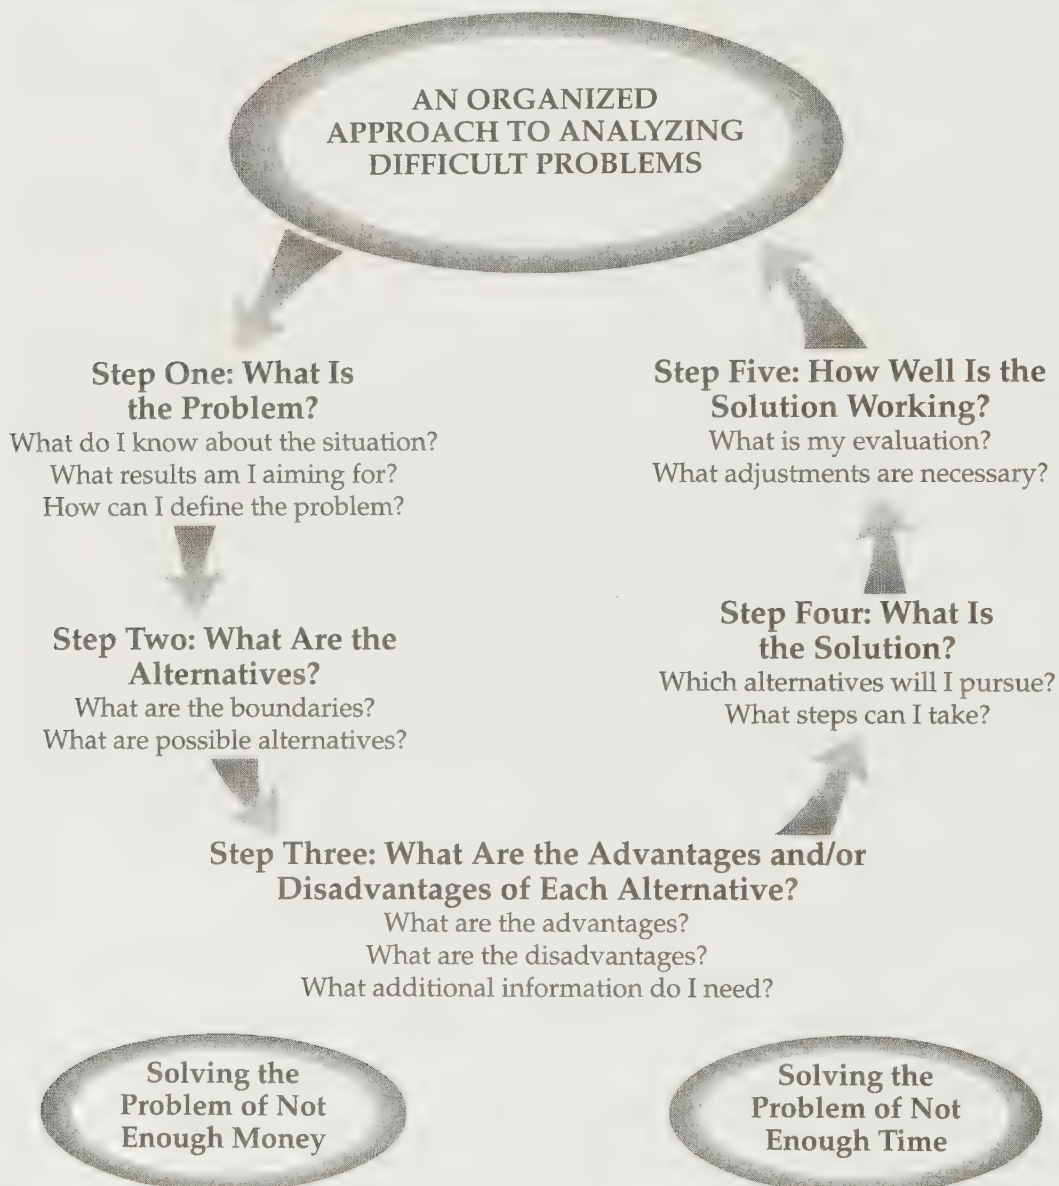 AN ORGANIZED
APPROACH TO ANALYZING
DIFFICULT PROBLEMS
Step One: What Is
the Problem?
What do I know about the situation?
What results am I aiming for?
How can I define the problem?
Step Two: What Are the
Alternatives?
What are the boundaries?
What are possible alternatives?
Step Three: What Are the Advantages and/or
Disadvantages of Each Alternative?
What are the advantages?
What are the disadvantages?
What additional information do I need?
Step Four: What Is
the Solution?
Which alternatives will I pursue?
What steps can I take?
Step Five: How Well Is the
Solution Working?
What is my evaluation?
What adjustments are necessary?
Solving the
Problem of Not
Enough Money
Solving the
Problem of Not
Enough Time